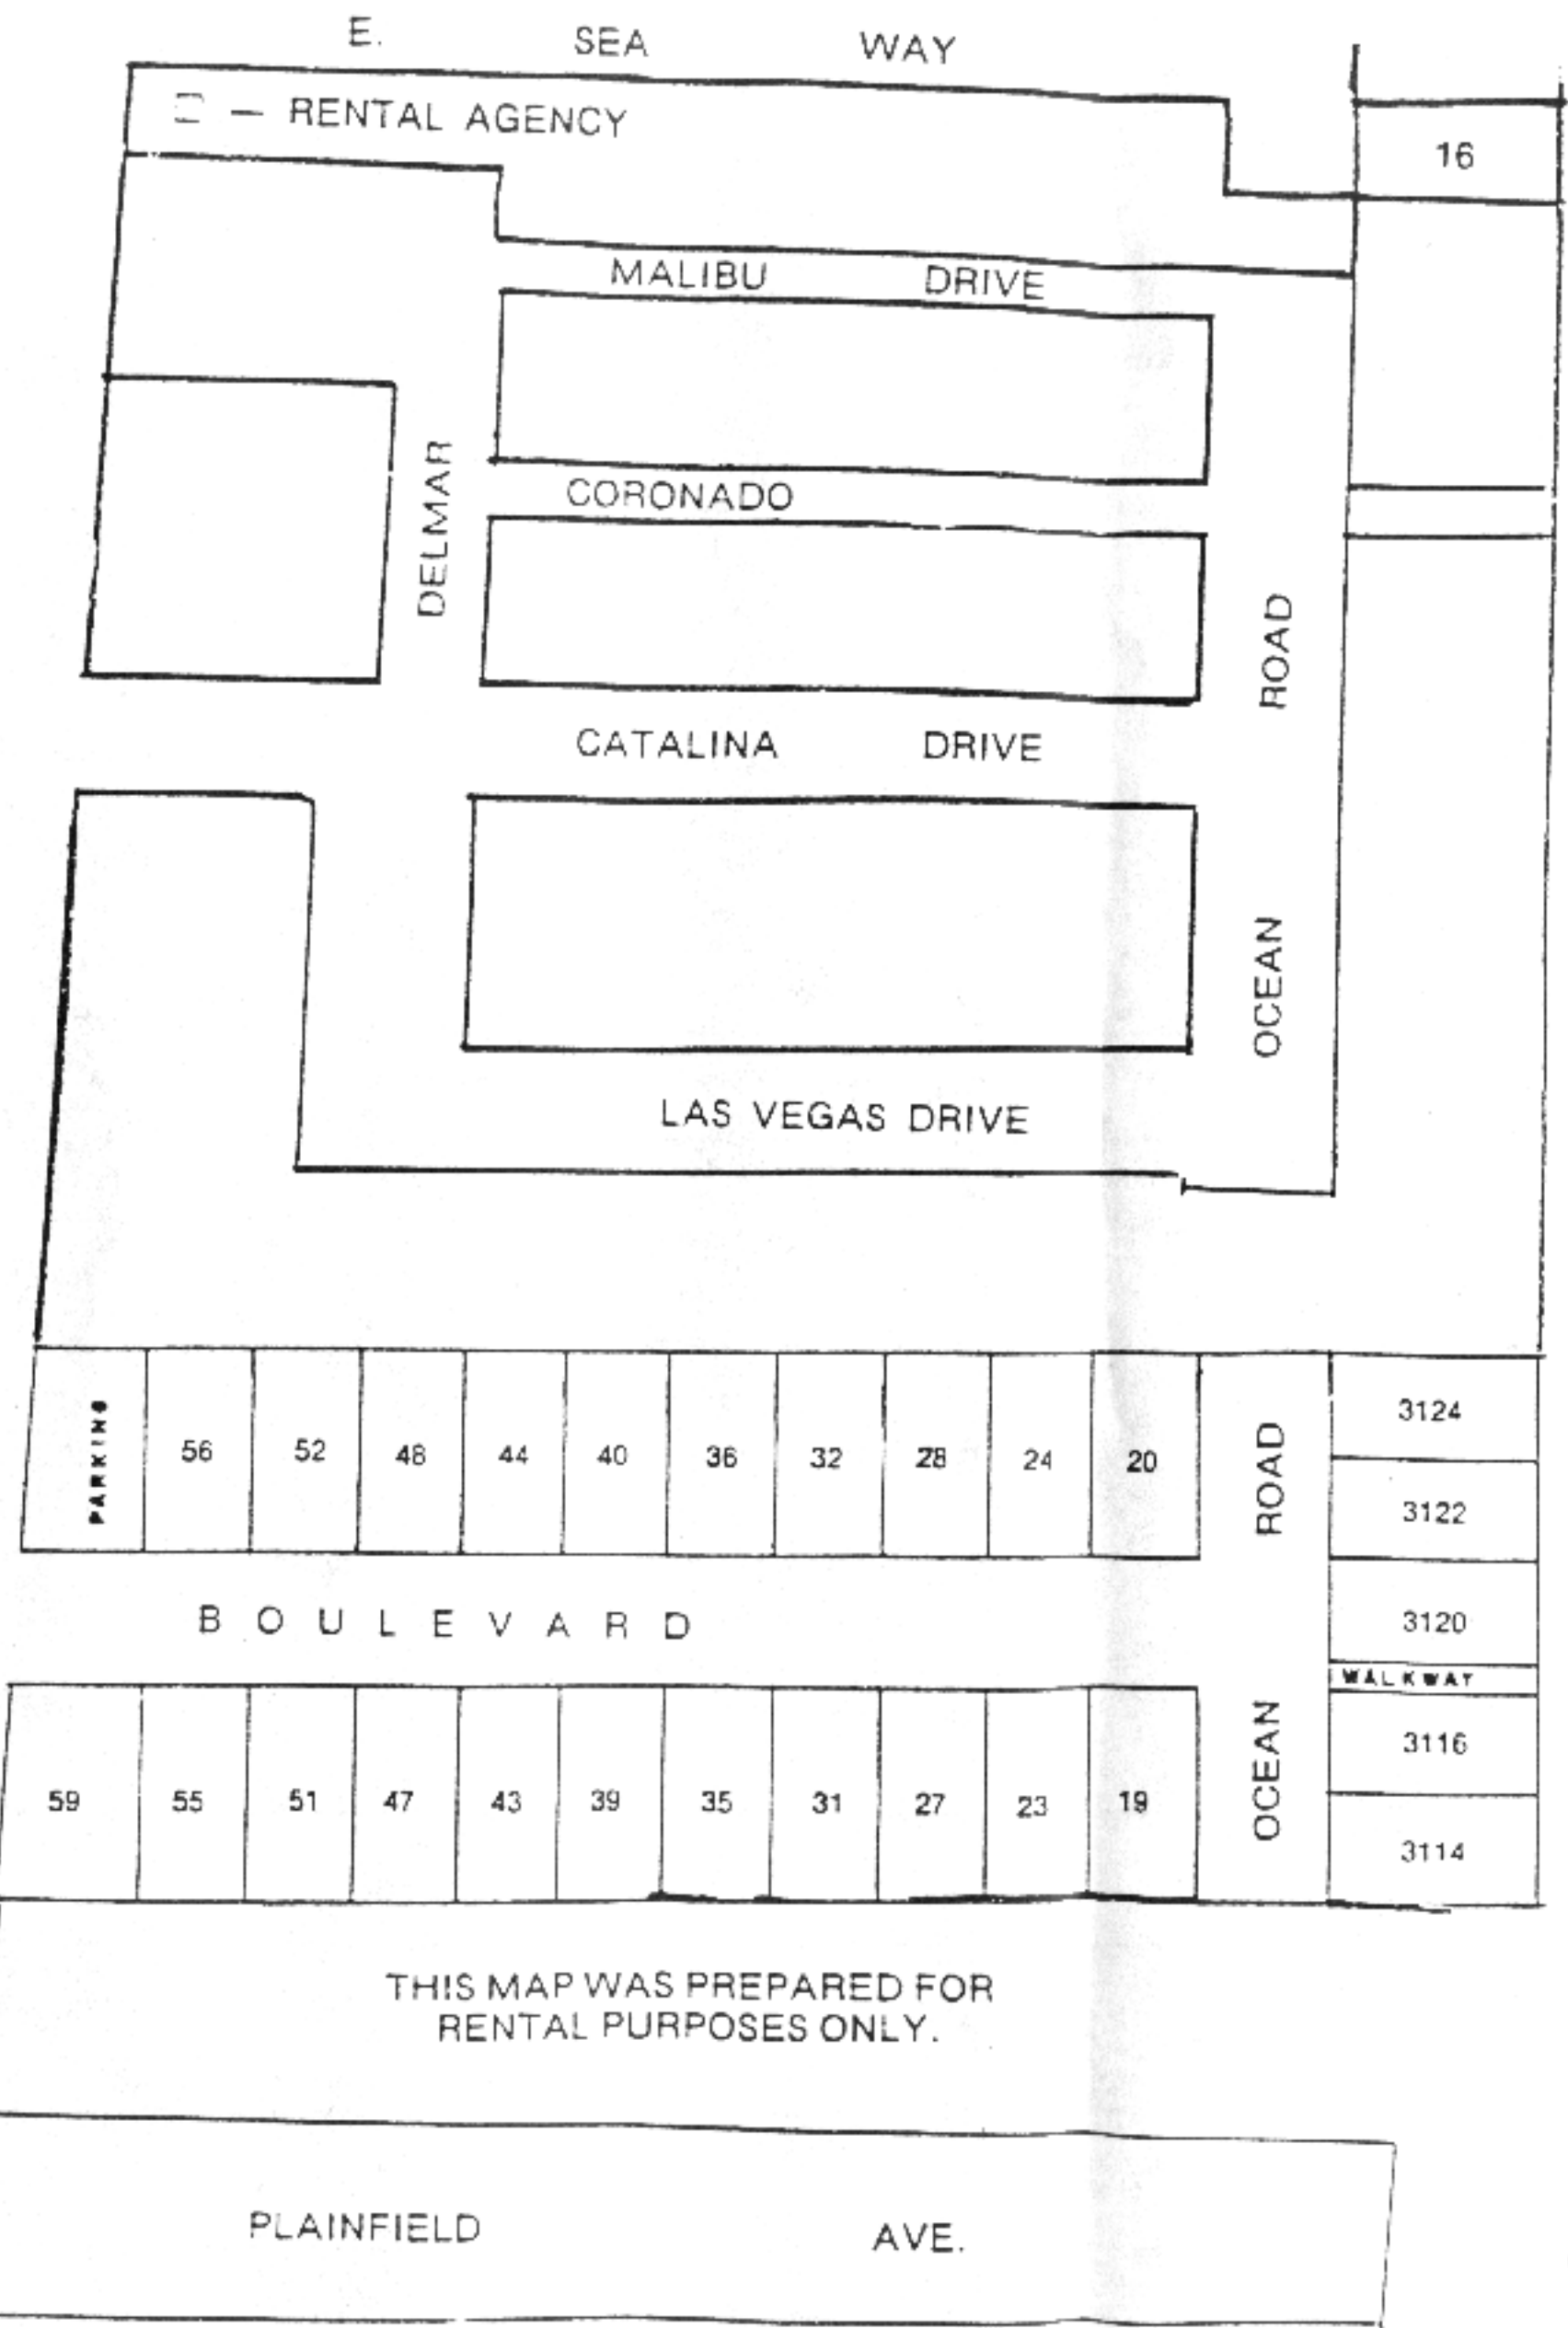 E. SEA WAY
— RENTAL AGENCY
16
MALIBU DRIVE
CORONADO
DELMAR
ROAD
CATALINA DRIVE
OCEAN
LAS VEGAS DRIVE
PARKING 56 52 48 44 40 36 32 28 24 20
ROAD
3124
3122
BOULEVARD
3120
WALKWAY
OCEAN
3116
3114
59 55 51 47 43 39 35 31 27 23 19
THIS MAP WAS PREPARED FOR
RENTAL PURPOSES ONLY.
PLAINFIELD AVE.